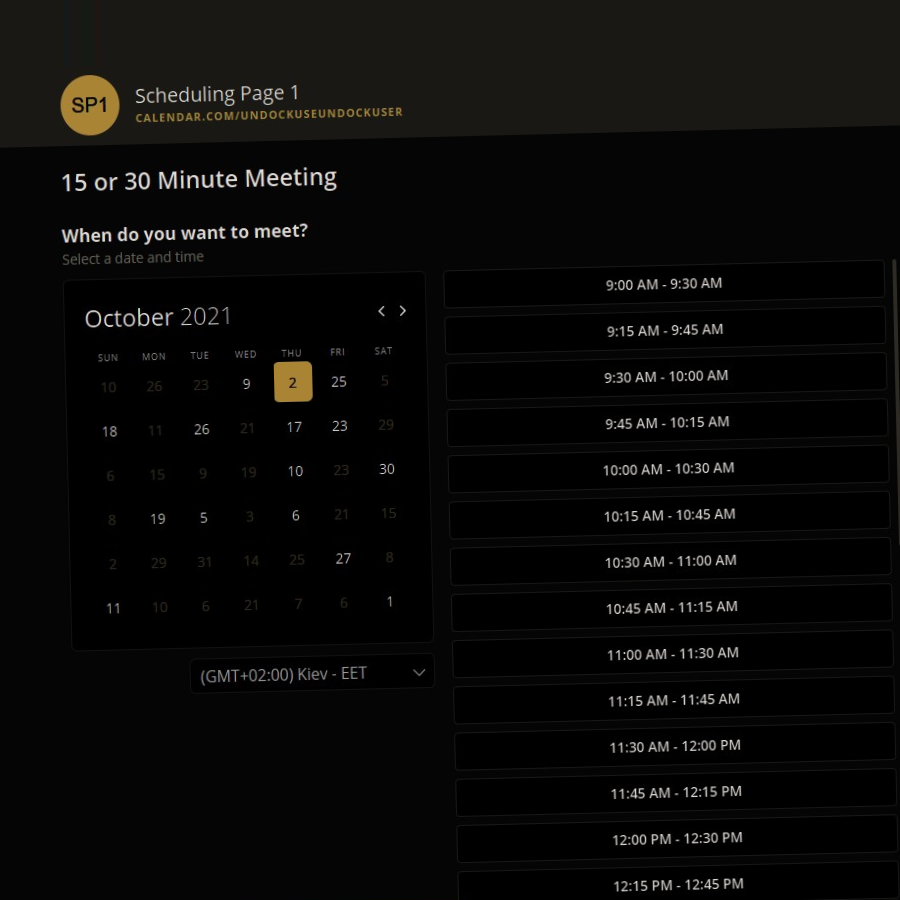 SP1
Scheduling Page 1
CALENDAR.COM/UNDOCKUSEUNDOCKUSER
15 or 30 Minute Meeting
When do you want to meet?
Select a date and time
October 2021
SUN MON TUE WED THU FRI SAT
10 26 23 9 2 25 5
18 11 26 21 17 23 29
6 15 9 19 10 23 30
8 19 5 3 6 21 15
2 29 31 14 25 27 8
11 10 6 21 7 6 1
(GMT+02:00) Kiev - EET
9:00 AM - 9:30 AM
9:15 AM - 9:45 AM
9:30 AM - 10:00 AM
9:45 AM - 10:15 AM
10:00 AM - 10:30 AM
10:15 AM - 10:45 AM
10:30 AM - 11:00 AM
10:45 AM - 11:15 AM
11:00 AM - 11:30 AM
11:15 AM - 11:45 AM
11:30 AM - 12:00 PM
11:45 AM - 12:15 PM
12:00 PM - 12:30 PM
12:15 PM - 12:45 PM